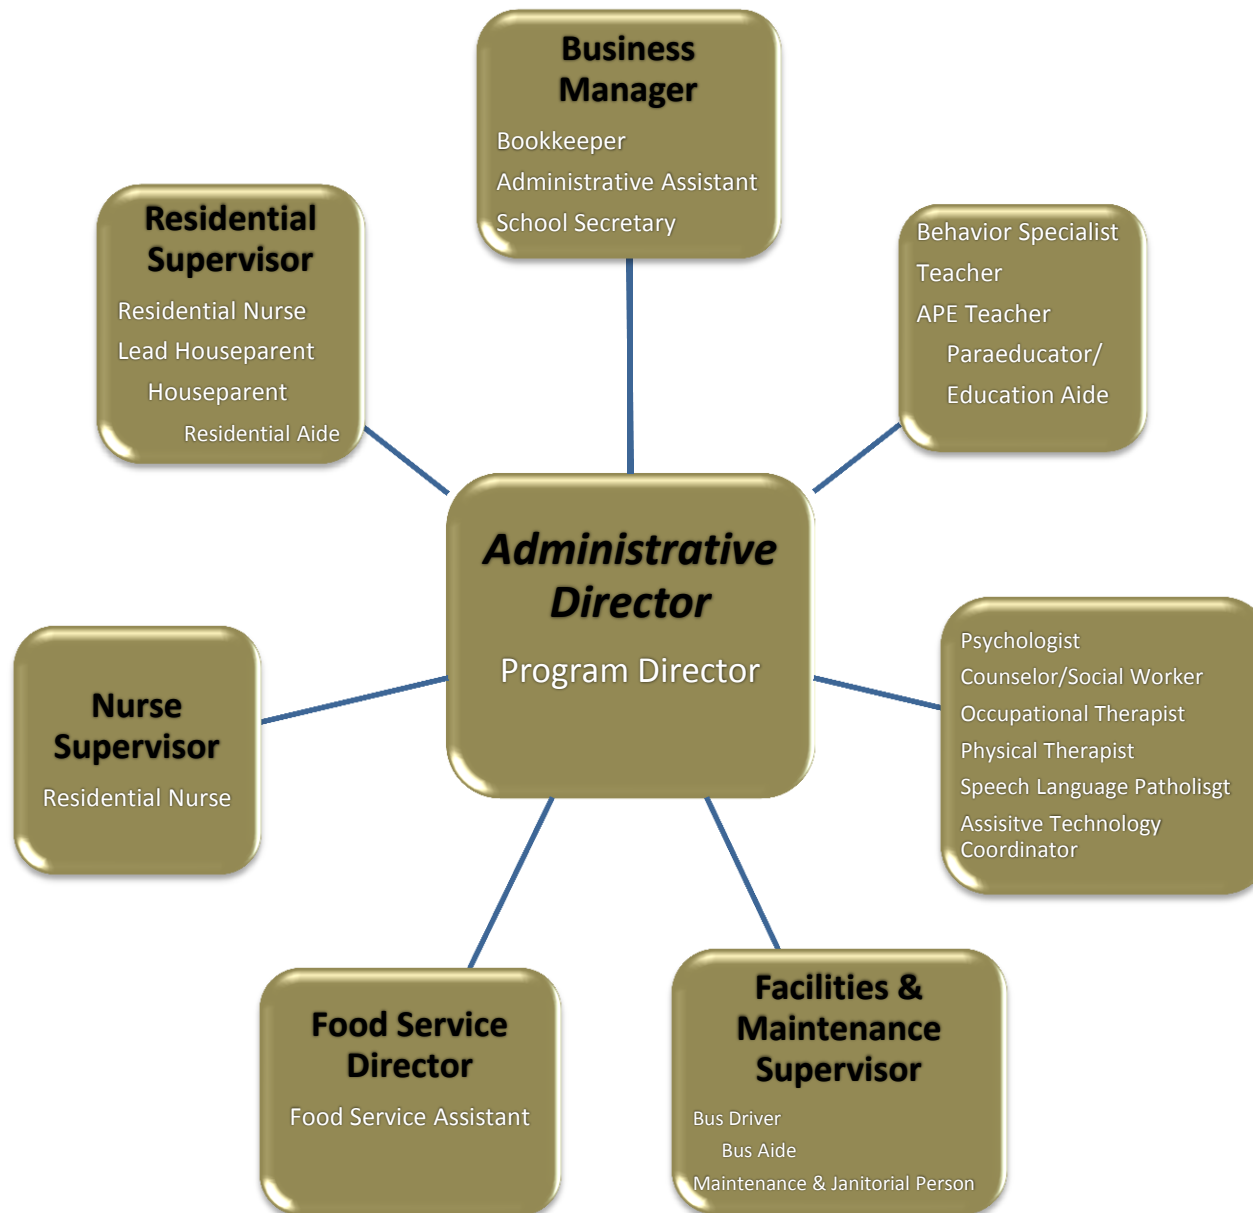 Business
Manager
Bookkeeper
Administrative Assistant
School Secretary
Residential
Supervisor
Residential Nurse
Lead Houseparent
Houseparent
Residential Aide
Behavior Specialist
Teacher
APE Teacher
Paraeducator/
Education Aide
Administrative
Director
Program Director
Nurse
Supervisor
Residential Nurse
Psychologist
Counselor/Social Worker
Occupational Therapist
Physical Therapist
Speech Language Patholisgt
Assisitve Technology
Coordinator
Food Service
Director
Food Service Assistant
Facilities &
Maintenance
Supervisor
Bus Driver
Bus Aide
Maintenance & Janitorial Person